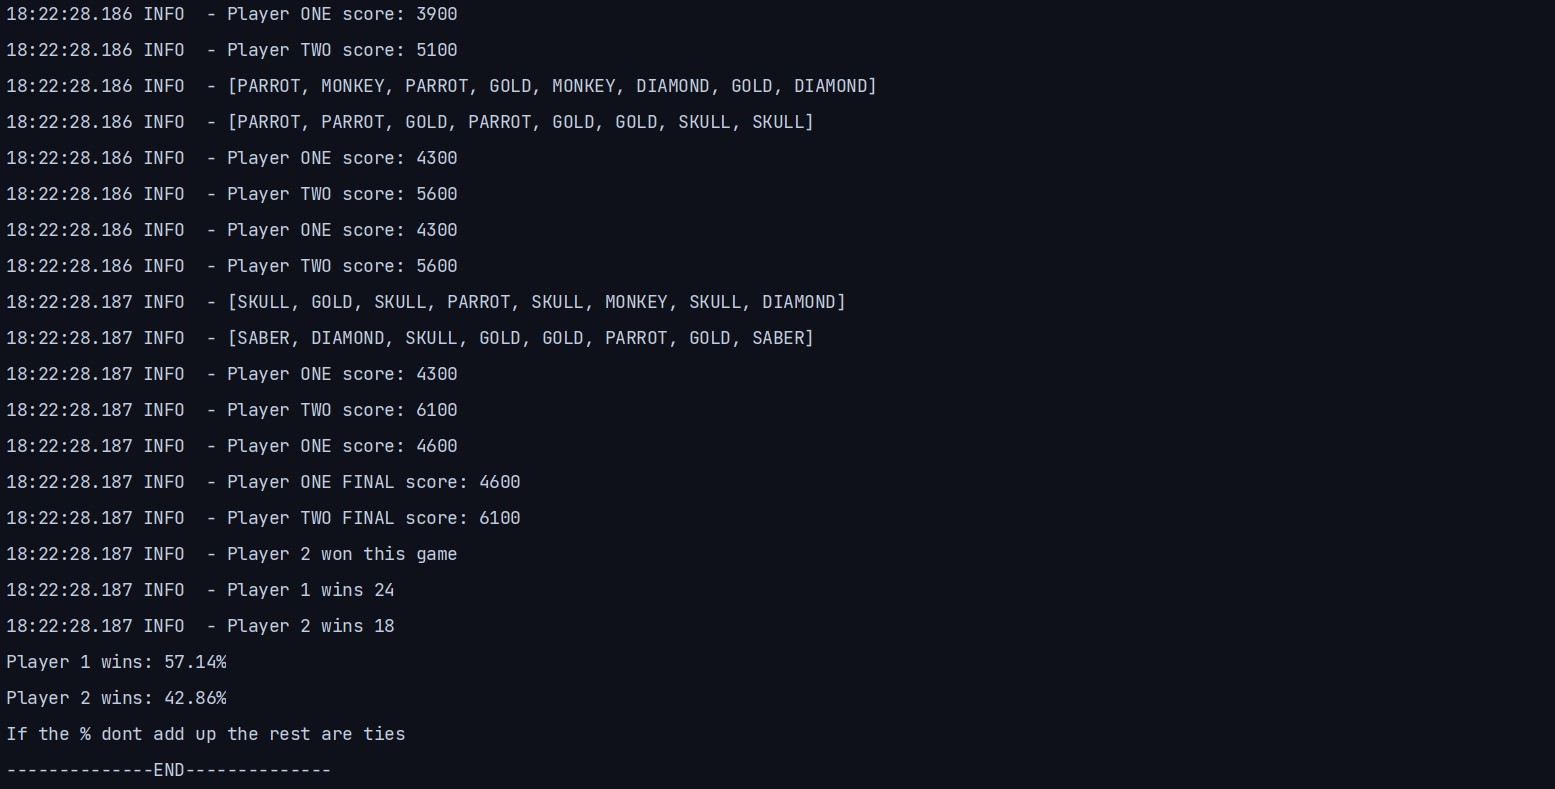 18:22:28.186 INFO  - Player ONE score: 3900
18:22:28.186 INFO  - Player TWO score: 5100
18:22:28.186 INFO  - [PARROT, MONKEY, PARROT, GOLD, MONKEY, DIAMOND, GOLD, DIAMOND]
18:22:28.186 INFO  - [PARROT, PARROT, GOLD, PARROT, GOLD, GOLD, SKULL, SKULL]
18:22:28.186 INFO  - Player ONE score: 4300
18:22:28.186 INFO  - Player TWO score: 5600
18:22:28.186 INFO  - Player ONE score: 4300
18:22:28.186 INFO  - Player TWO score: 5600
18:22:28.187 INFO  - [SKULL, GOLD, SKULL, PARROT, SKULL, MONKEY, SKULL, DIAMOND]
18:22:28.187 INFO  - [SABER, DIAMOND, SKULL, GOLD, GOLD, PARROT, GOLD, SABER]
18:22:28.187 INFO  - Player ONE score: 4300
18:22:28.187 INFO  - Player TWO score: 6100
18:22:28.187 INFO  - Player ONE score: 4600
18:22:28.187 INFO  - Player ONE FINAL score: 4600
18:22:28.187 INFO  - Player TWO FINAL score: 6100
18:22:28.187 INFO  - Player 2 won this game
18:22:28.187 INFO  - Player 1 wins 24
18:22:28.187 INFO  - Player 2 wins 18
Player 1 wins: 57.14%
Player 2 wins: 42.86%
If the % dont add up the rest are ties
--------------END--------------